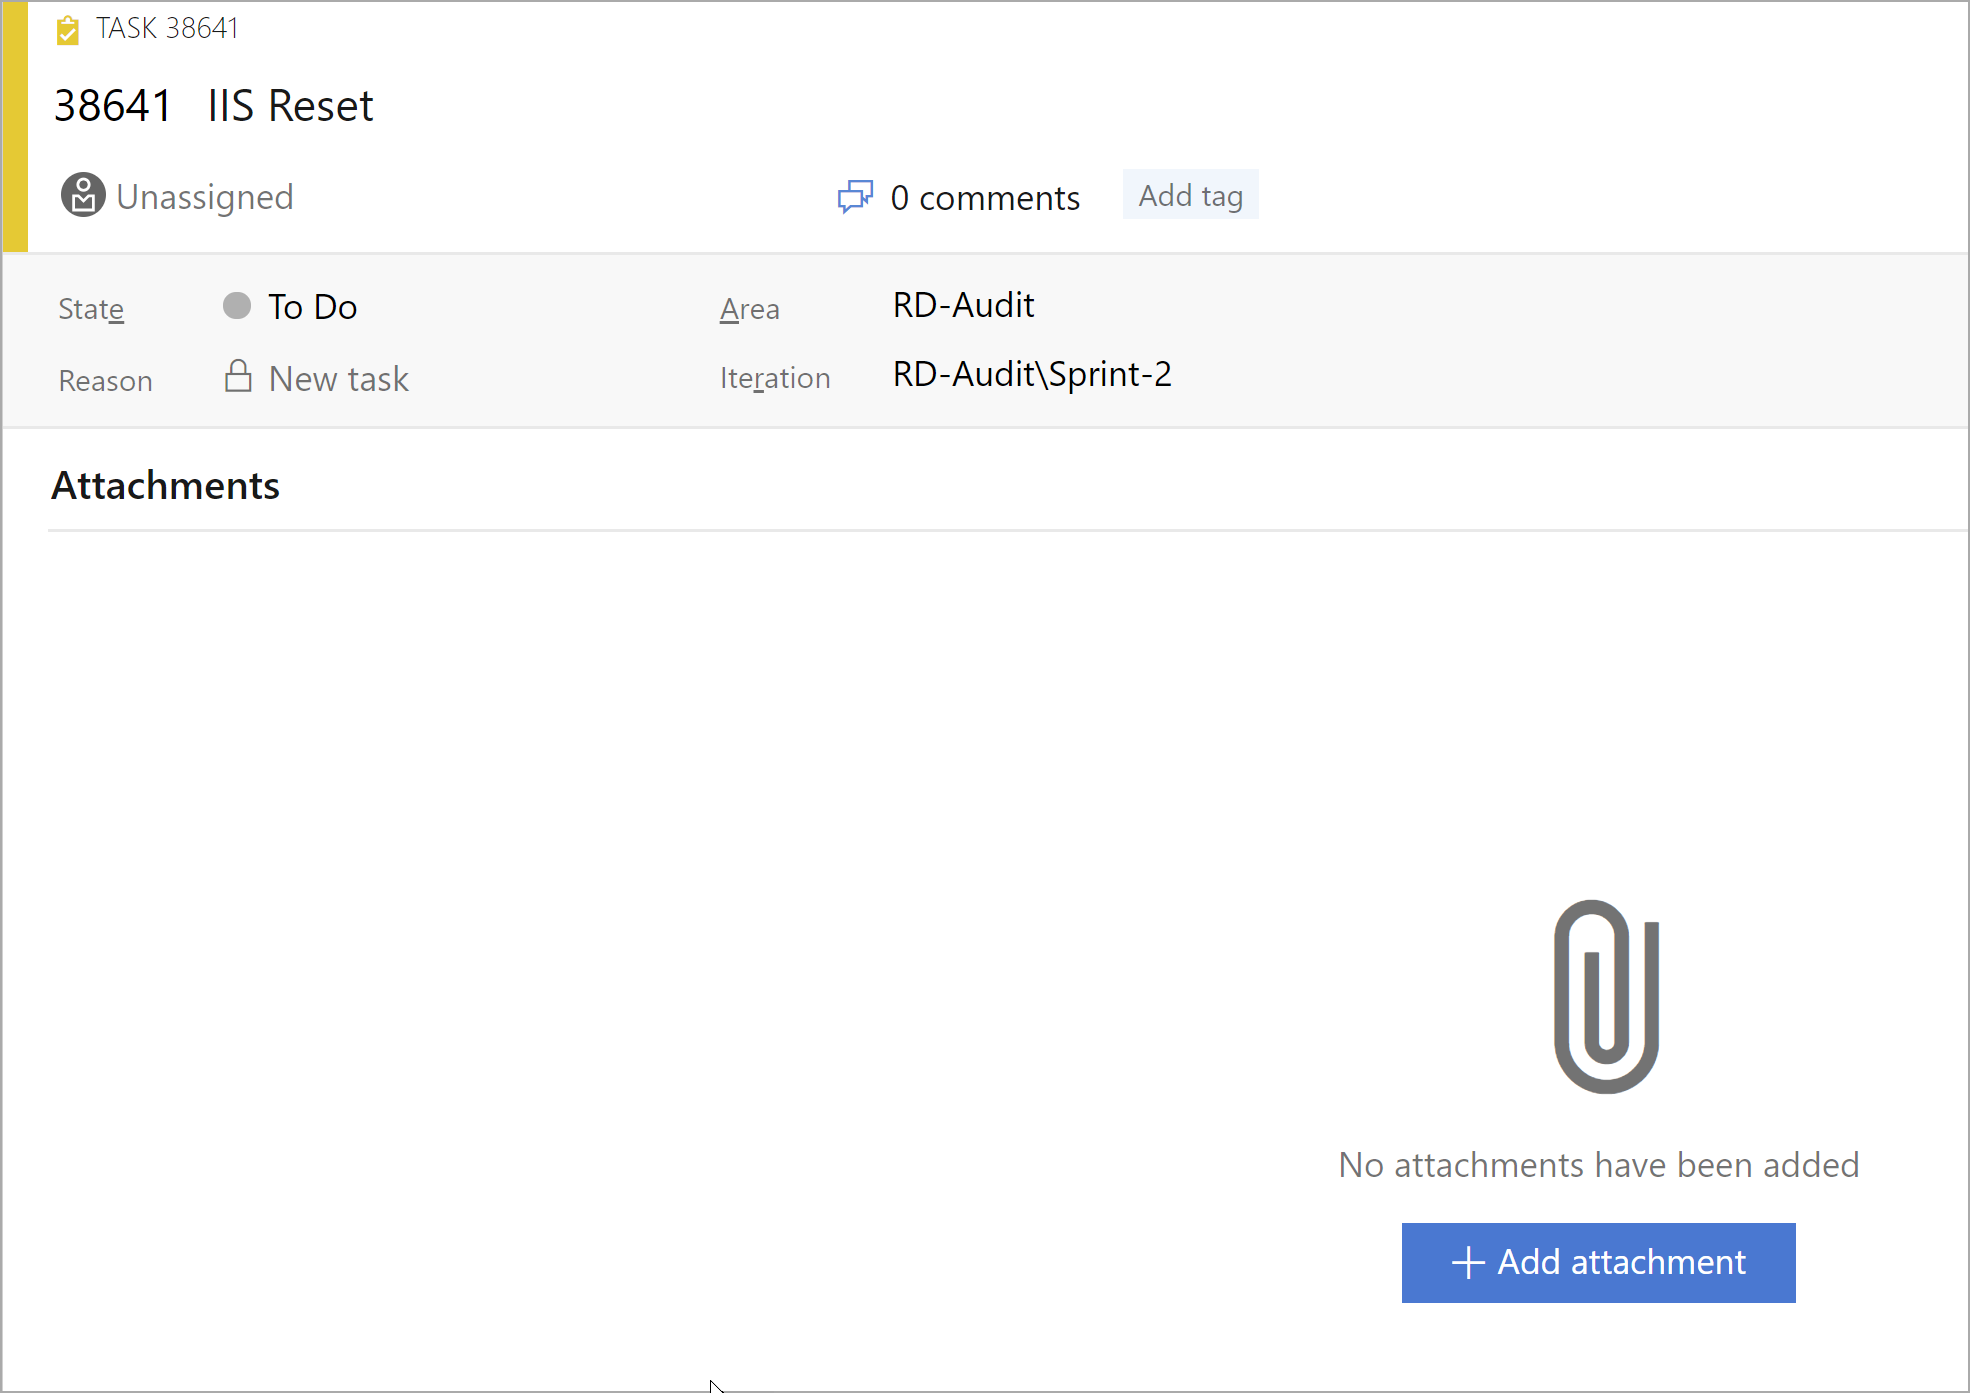 TASK 38641
38641 IIS Reset
Unassigned
0 comments
Add tag
State To Do
Area RD-Audit
Reason New task
Iteration RD-Audit\Sprint-2
Attachments
No attachments have been added
+ Add attachment